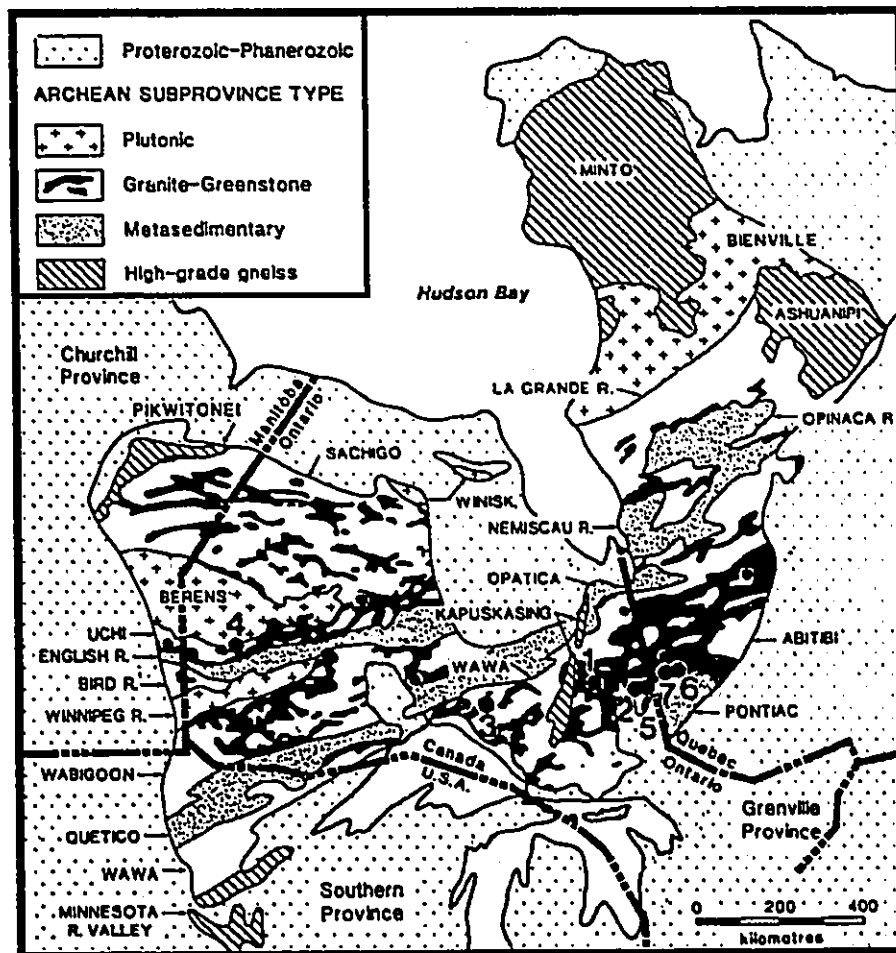 Proterozoic-Phanerozoic
ARCHEAN SUBPROVINCE TYPE
Plutonic
Granite-Greenstone
Metasedimentary
High-grade gneiss
MINTO
BIENVILLE
Hudson Bay
ASHUANIPI
Churchill
Province
LA GRANDE R.
PIKWITONEI
Manitoba
Ontario
OPINACA R
SACHIGO
WINISK.
NEMISCAU R.
OPATICA
BERENS
KAPUSKASING
4
UCHI
ABITIBI
ENGLISH R.
WAWA
1
BIRD R.
7 6
WINNIPEG R.
3
2
5
PONTIAC
Canada
U.S.A.
Quebec
Ontario
WABIGOON
Grenville
Province
QUETICO
WAWA
Southern
Province
MINNESOTA
R. VALLEY
0 200 400
kilometres